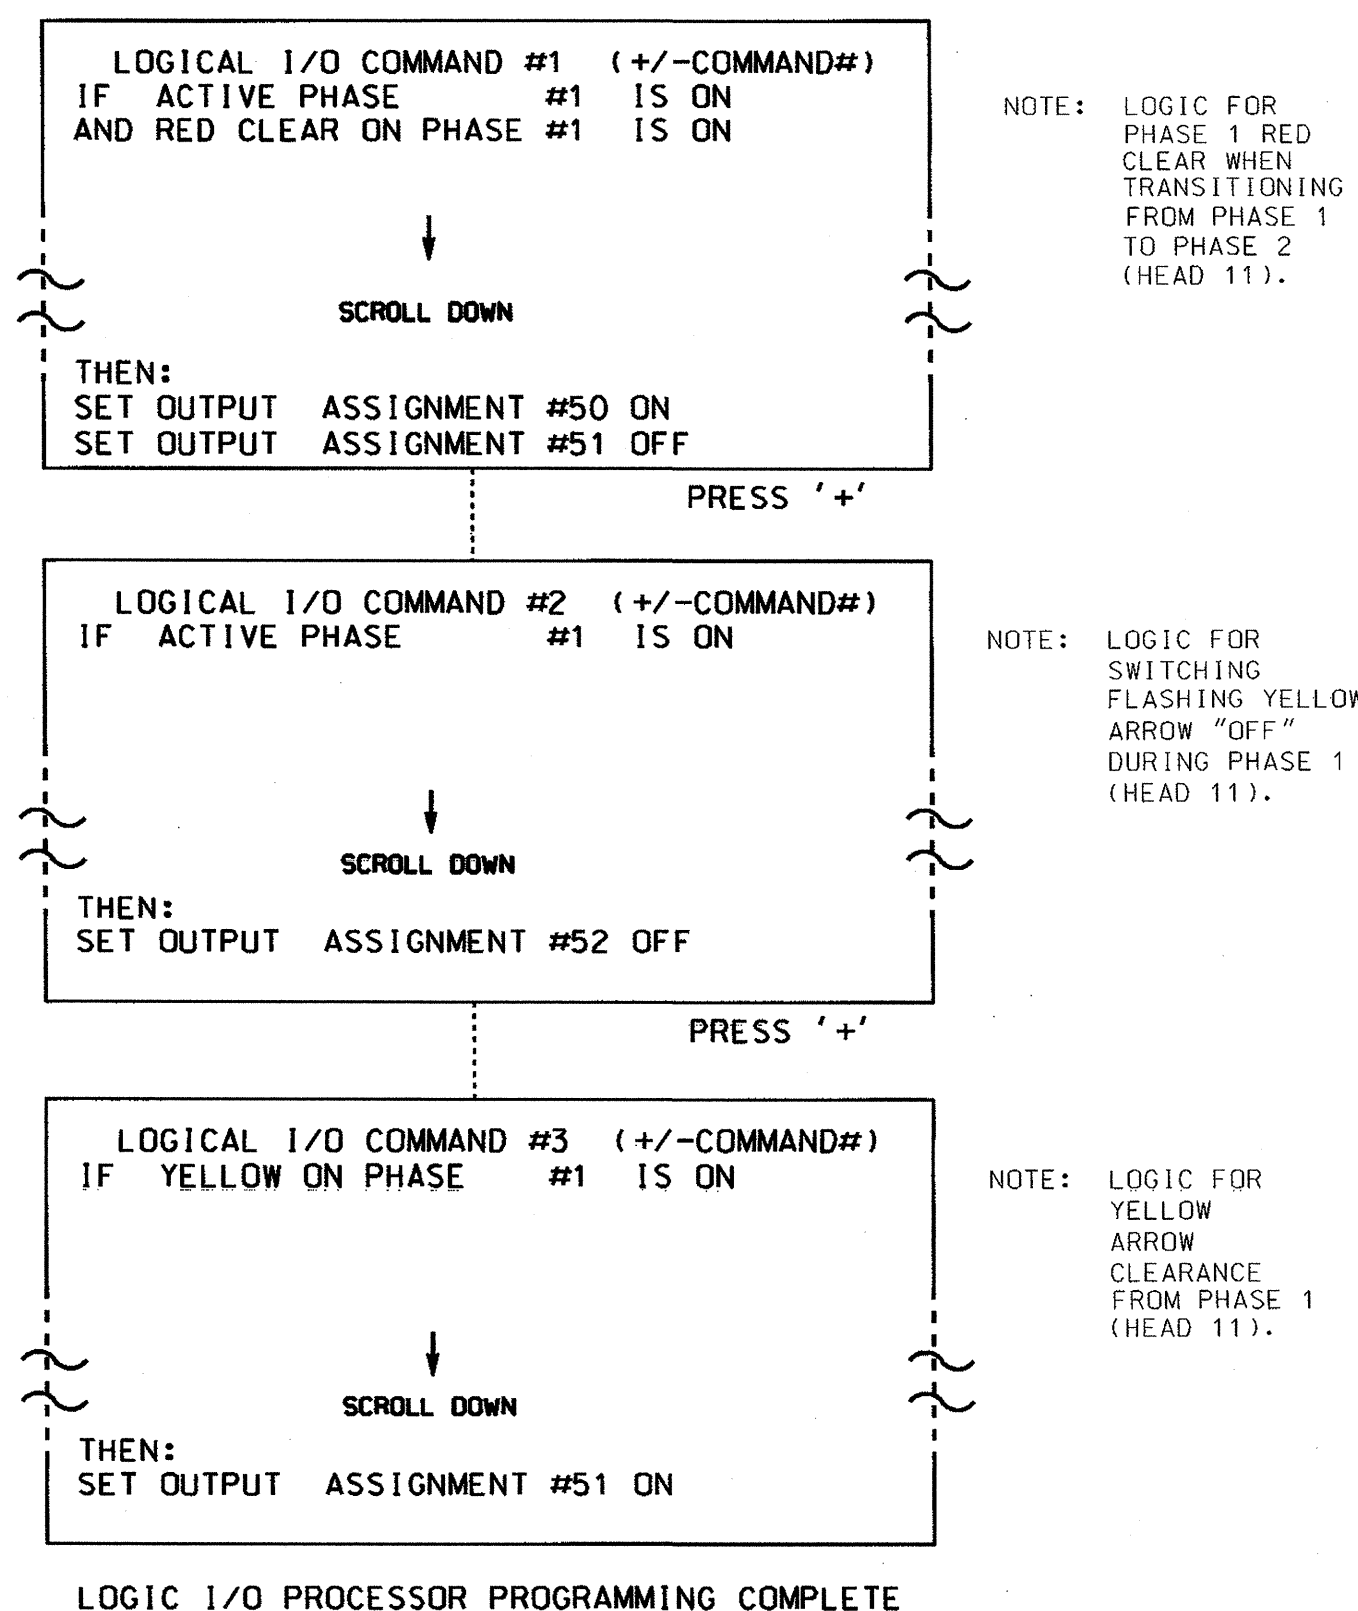 LOGICAL I/O COMMAND #1 (+/-COMMAND#)
IF ACTIVE PHASE #1 IS ON
AND RED CLEAR ON PHASE #1 IS ON
SCROLL DOWN
THEN:
SET OUTPUT ASSIGNMENT #50 ON
SET OUTPUT ASSIGNMENT #51 OFF
NOTE: LOGIC FOR
PHASE 1 RED
CLEAR WHEN
TRANSITIONING
FROM PHASE 1
TO PHASE 2
(HEAD 11).
PRESS '+'
LOGICAL I/O COMMAND #2 (+/-COMMAND#)
IF ACTIVE PHASE #1 IS ON
SCROLL DOWN
THEN:
SET OUTPUT ASSIGNMENT #52 OFF
NOTE: LOGIC FOR
SWITCHING
FLASHING YELLOW
ARROW "OFF"
DURING PHASE 1
(HEAD 11).
PRESS '+'
LOGICAL I/O COMMAND #3 (+/-COMMAND#)
IF YELLOW ON PHASE #1 IS ON
SCROLL DOWN
THEN:
SET OUTPUT ASSIGNMENT #51 ON
NOTE: LOGIC FOR
YELLOW
ARROW
CLEARANCE
FROM PHASE 1
(HEAD 11).
LOGIC I/O PROCESSOR PROGRAMMING COMPLETE